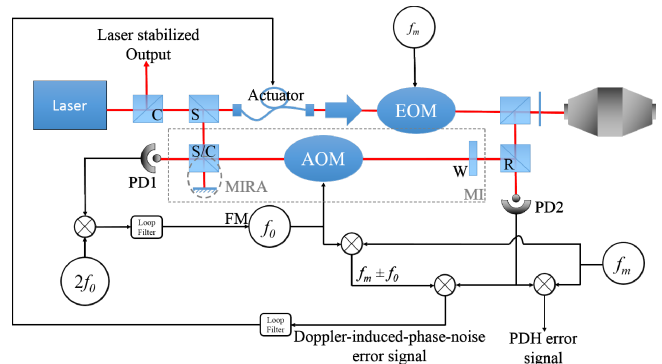 Laser stabilized
Output
f_m
Actuator
Laser
C
S
EOM
S/C
AOM
W
R
PD1
MIRA
MI
PD2
Loop
Filter
FM
f_0
2f_0
f_m ± f_0
f_m
Loop
Filter
Doppler-induced-phase-noise
error signal
PDH error
signal